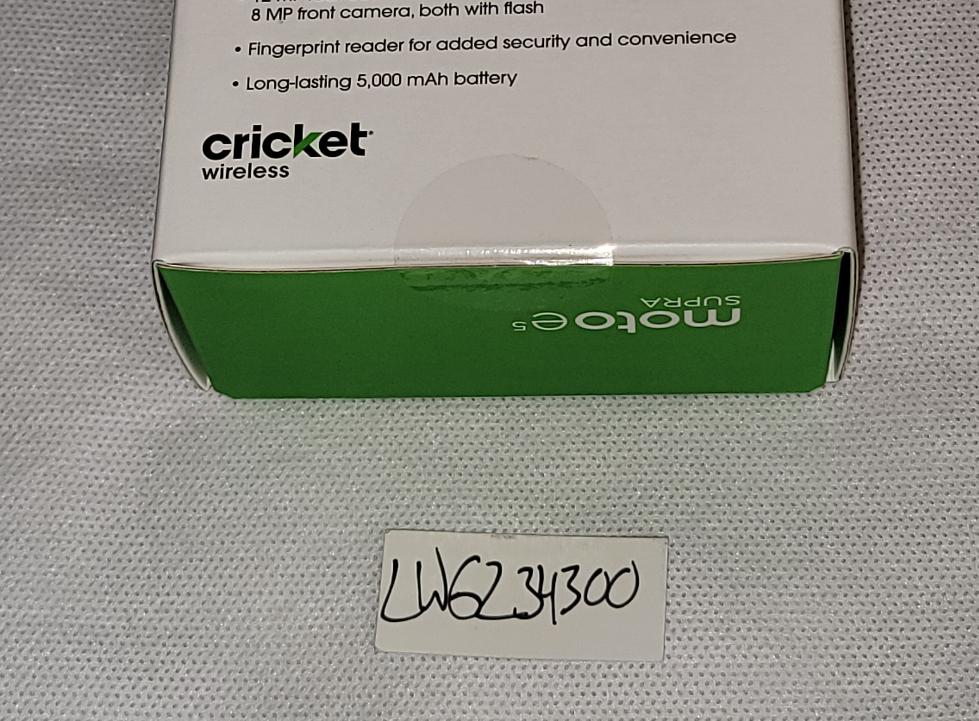 8 MP front camera, both with flash
• Fingerprint reader for added security and convenience
• Long-lasting 5,000 mAh battery
cricket
wireless
moto e5
SUPRA
LW6234300